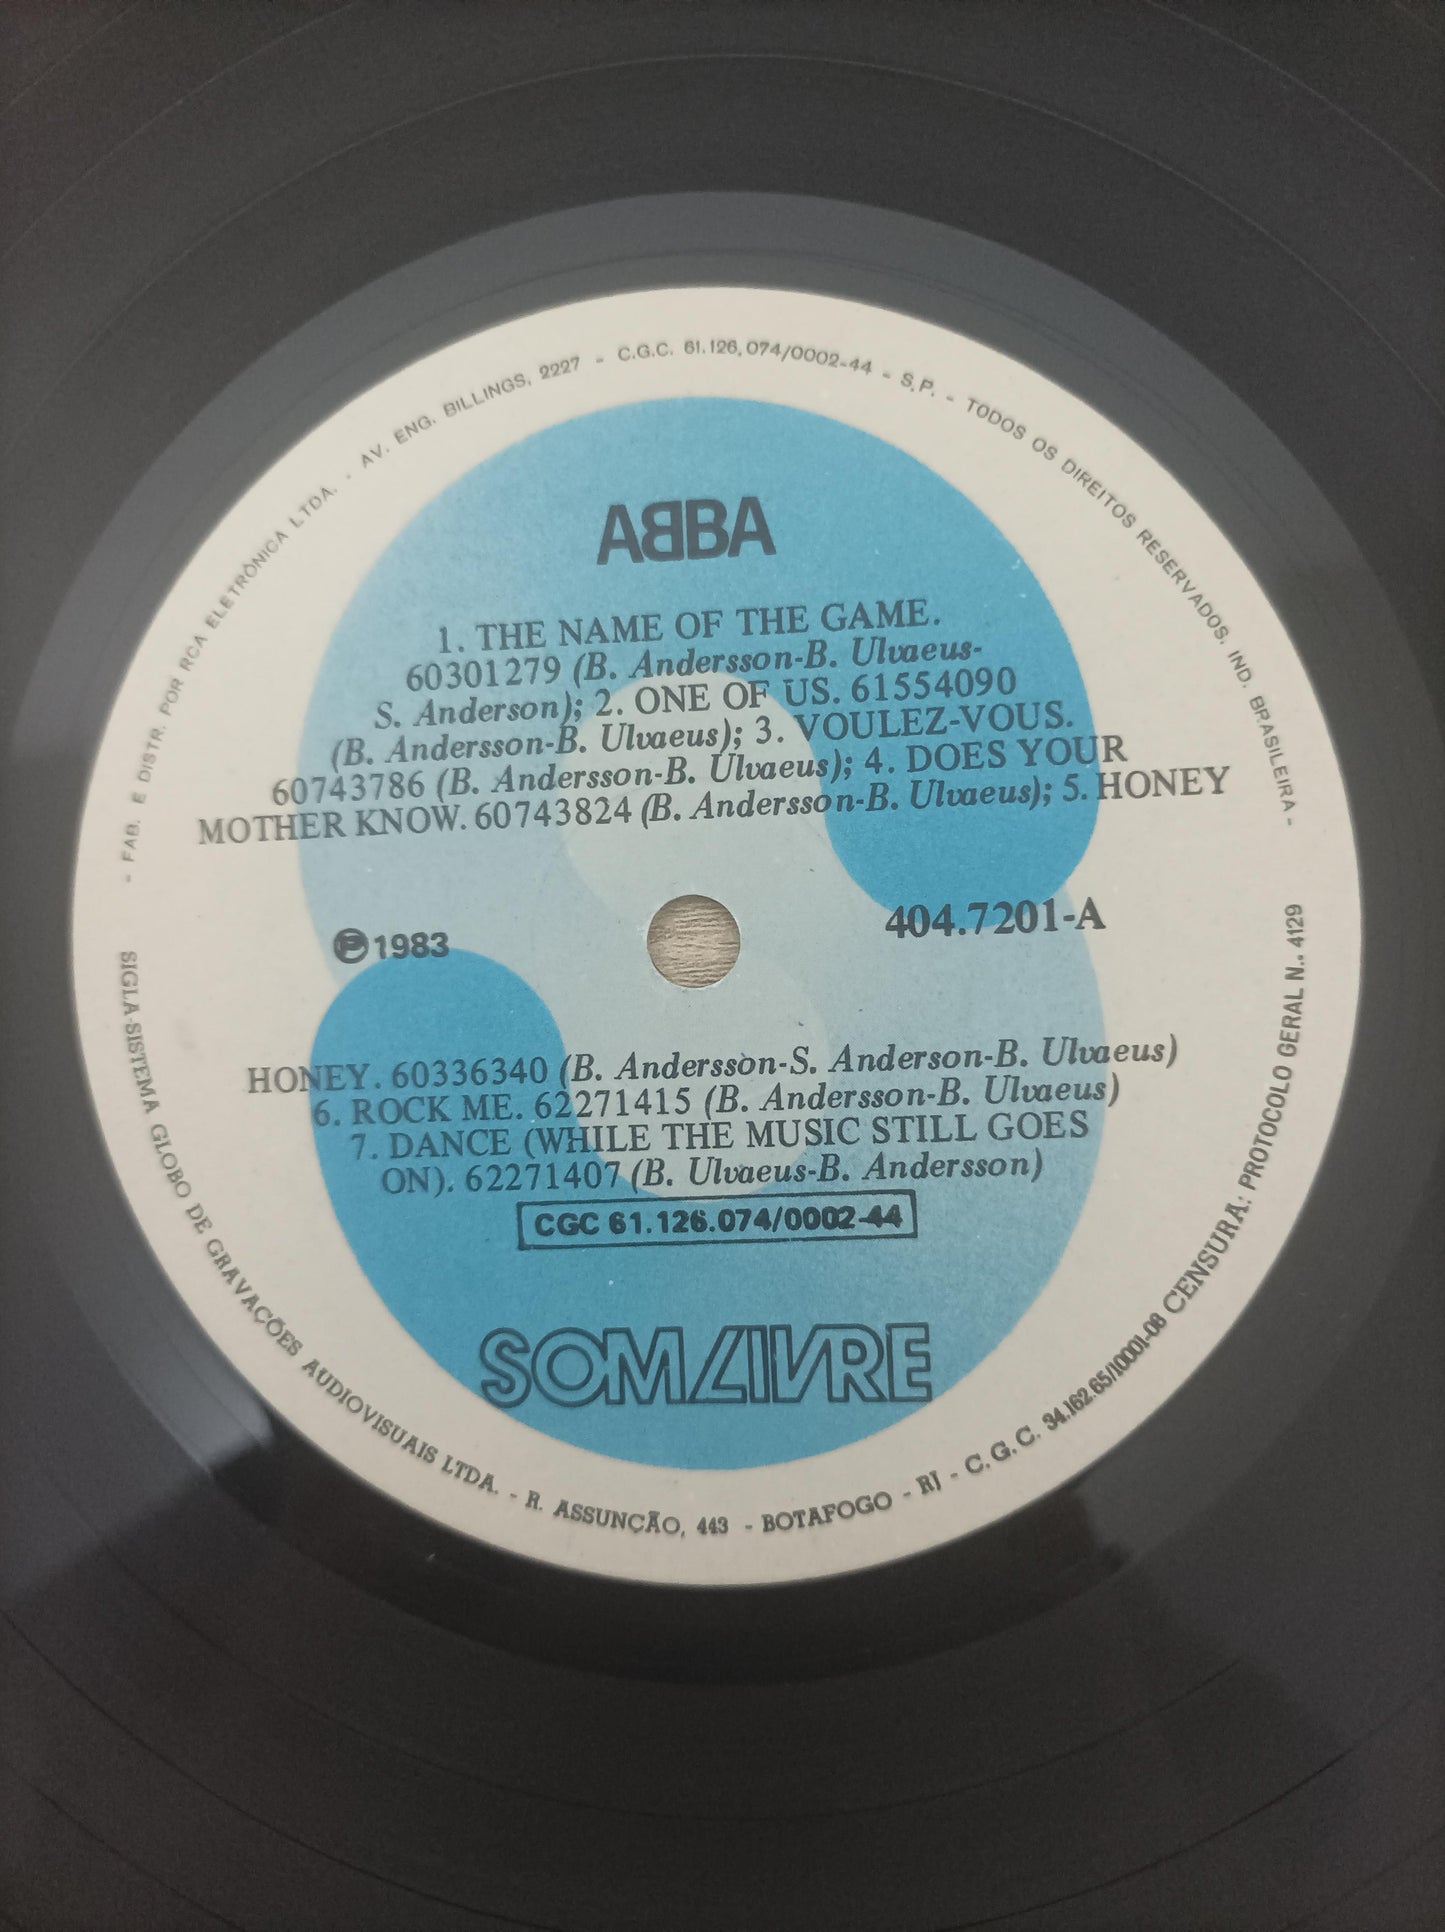 - FAB. E DISTR. POR RCA ELETRÔNICA LTDA. - AV. ENG. BILLINGS, 2227 - C.G.C. 61.126.074/0002-44 - S.P. - TODOS OS DIREITOS RESERVADOS. IND. BRASILEIRA -
ABBA
1. THE NAME OF THE GAME.
60301279 (B. Andersson-B. Ulvaeus-
S. Anderson); 2. ONE OF US. 61554090
(B. Andersson-B. Ulvaeus); 3. VOULEZ-VOUS.
60743786 (B. Andersson-B. Ulvaeus); 4. DOES YOUR
MOTHER KNOW. 60743824 (B. Andersson-B. Ulvaeus); 5. HONEY
℗ 1983
404.7201-A
HONEY. 60336340 (B. Andersson-S. Anderson-B. Ulvaeus)
6. ROCK ME. 62271415 (B. Andersson-B. Ulvaeus)
7. DANCE (WHILE THE MUSIC STILL GOES
ON). 62271407 (B. Ulvaeus-B. Andersson)
CGC 61.126.074/0002-44
SOM LIVRE
SIGLA-SISTEMA GLOBO DE GRAVAÇÕES AUDIOVISUAIS LTDA. - R. ASSUNÇÃO, 443 - BOTAFOGO - RJ - C.G.C. 34.162.65/10001-08 CENSURA: PROTOCOLO GERAL N.. 4129